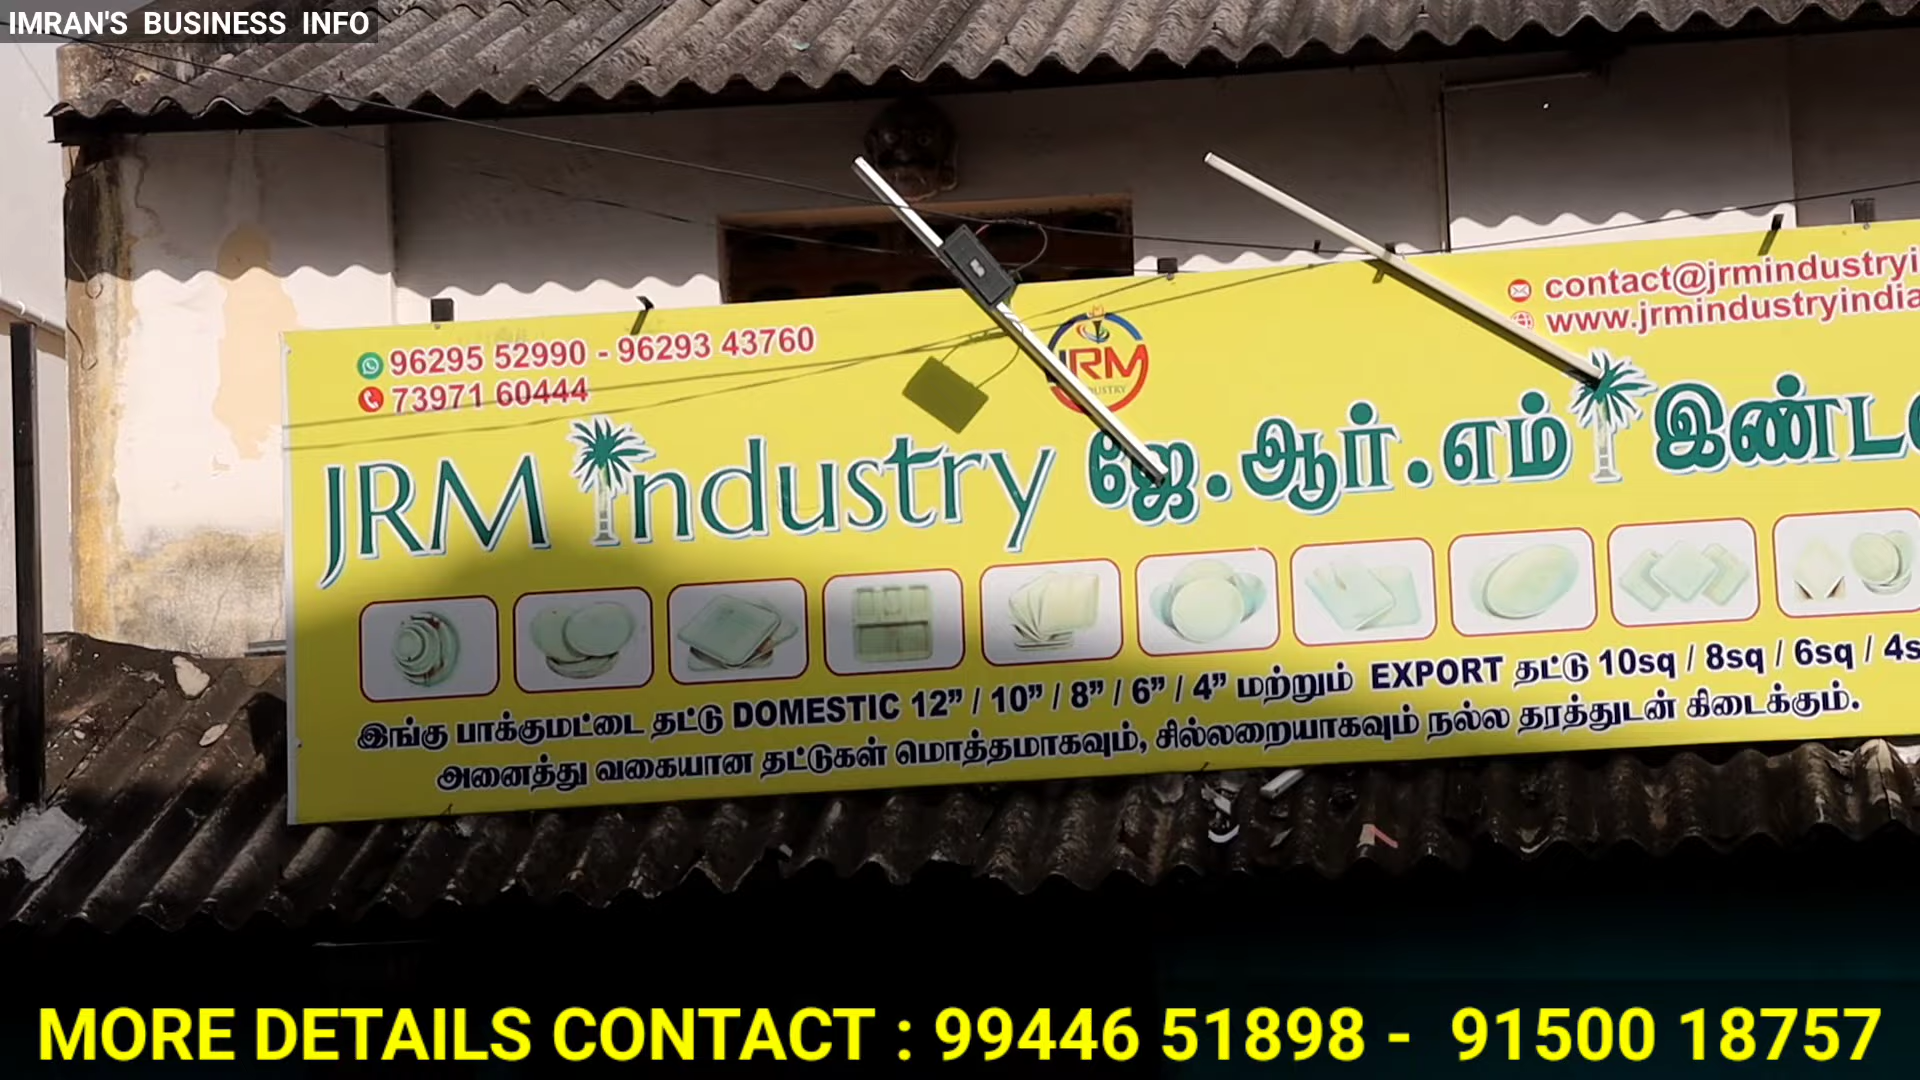 IMRAN'S BUSINESS INFO
96295 52990 - 96293 43760
73971 60444
JRM
contact@jrmindustryi
www.jrmindustryindia
JRM Industry ஜே.ஆர்.எம்
இங்கு பாக்குமட்டை தட்டு DOMESTIC 12” / 10” / 8” / 6” / 4” மற்றும் EXPORT தட்டு 10sq / 8sq / 6sq / 4s
அனைத்து வகையான தட்டுகள் மொத்தமாகவும், சில்லறையாகவும் நல்ல தரத்துடன் கிடைக்கும்.
MORE DETAILS CONTACT : 99446 51898 - 91500 18757